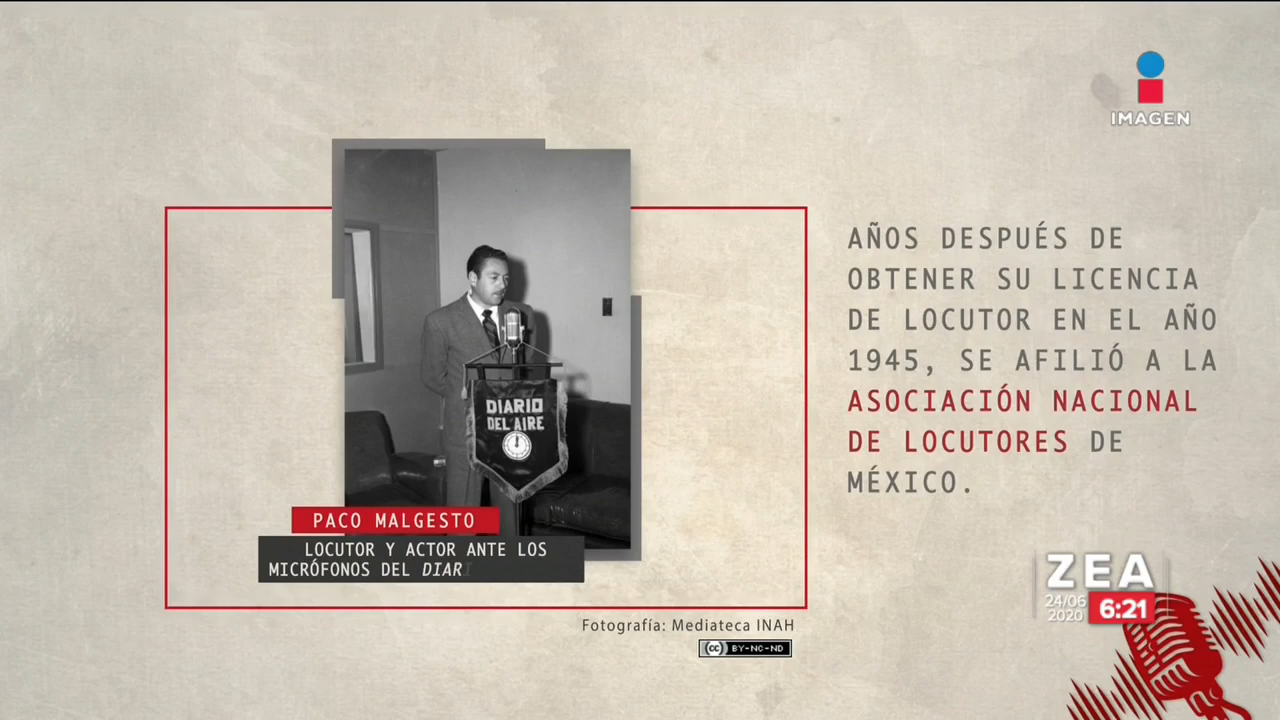 IMAGEN
AÑOS DESPUÉS DE
OBTENER SU LICENCIA
DE LOCUTOR EN EL AÑO
1945, SE AFILIÓ A LA
ASOCIACIÓN NACIONAL
DE LOCUTORES DE
MÉXICO.
DIARIO
DEL AIRE
PACO MALGESTO
LOCUTOR Y ACTOR ANTE LOS
MICRÓFONOS DEL DIARI
Fotografía: Mediateca INAH
cc BY-NC-ND
ZEA
24/06
2020
6:21